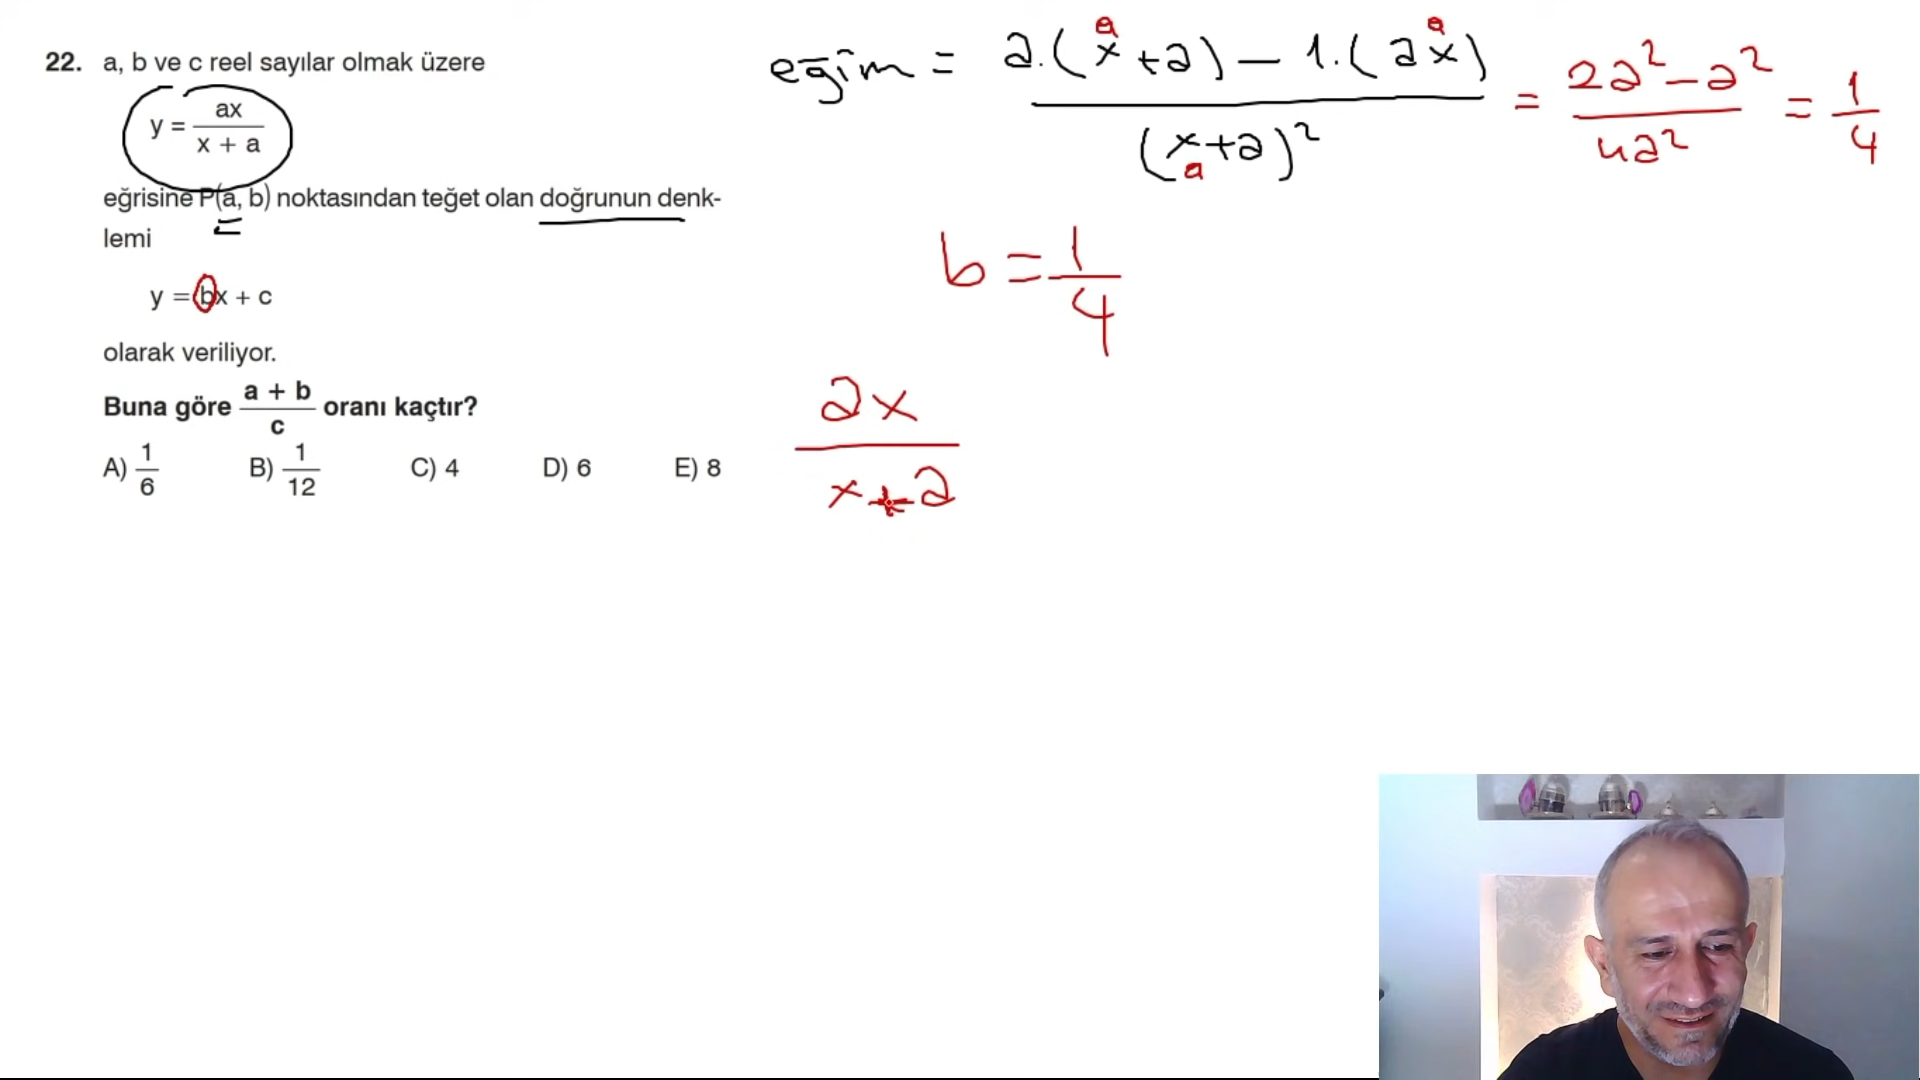 22. a, b ve c reel sayılar olmak üzere
y = ax / x + a
eğrisine P(a, b) noktasından teğet olan doğrunun denk-
lemi
y = bx + c
olarak veriliyor.
Buna göre a + b / c oranı kaçtır?
A) 1/6 B) 1/12 C) 4 D) 6 E) 8
eğim = a.(x+a) - 1.(ax) / (x+a)² = 2a² - a² / 4a² = 1/4
a a
a
b = 1/4
ax / x+a